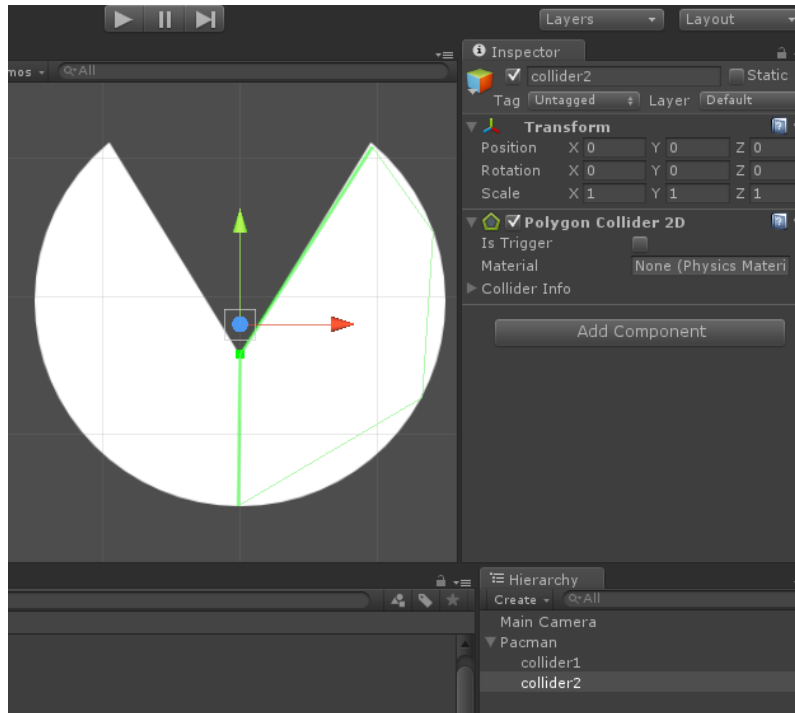 Layers Layout
Inspector
mos All
collider2 Static
Tag Untagged Layer Default
Transform
Position X 0 Y 0 Z 0
Rotation X 0 Y 0 Z 0
Scale X 1 Y 1 Z 1
Polygon Collider 2D
Is Trigger
Material None (Physics Materi
Collider Info
Add Component
Hierarchy
Create All
Main Camera
Pacman
collider1
collider2